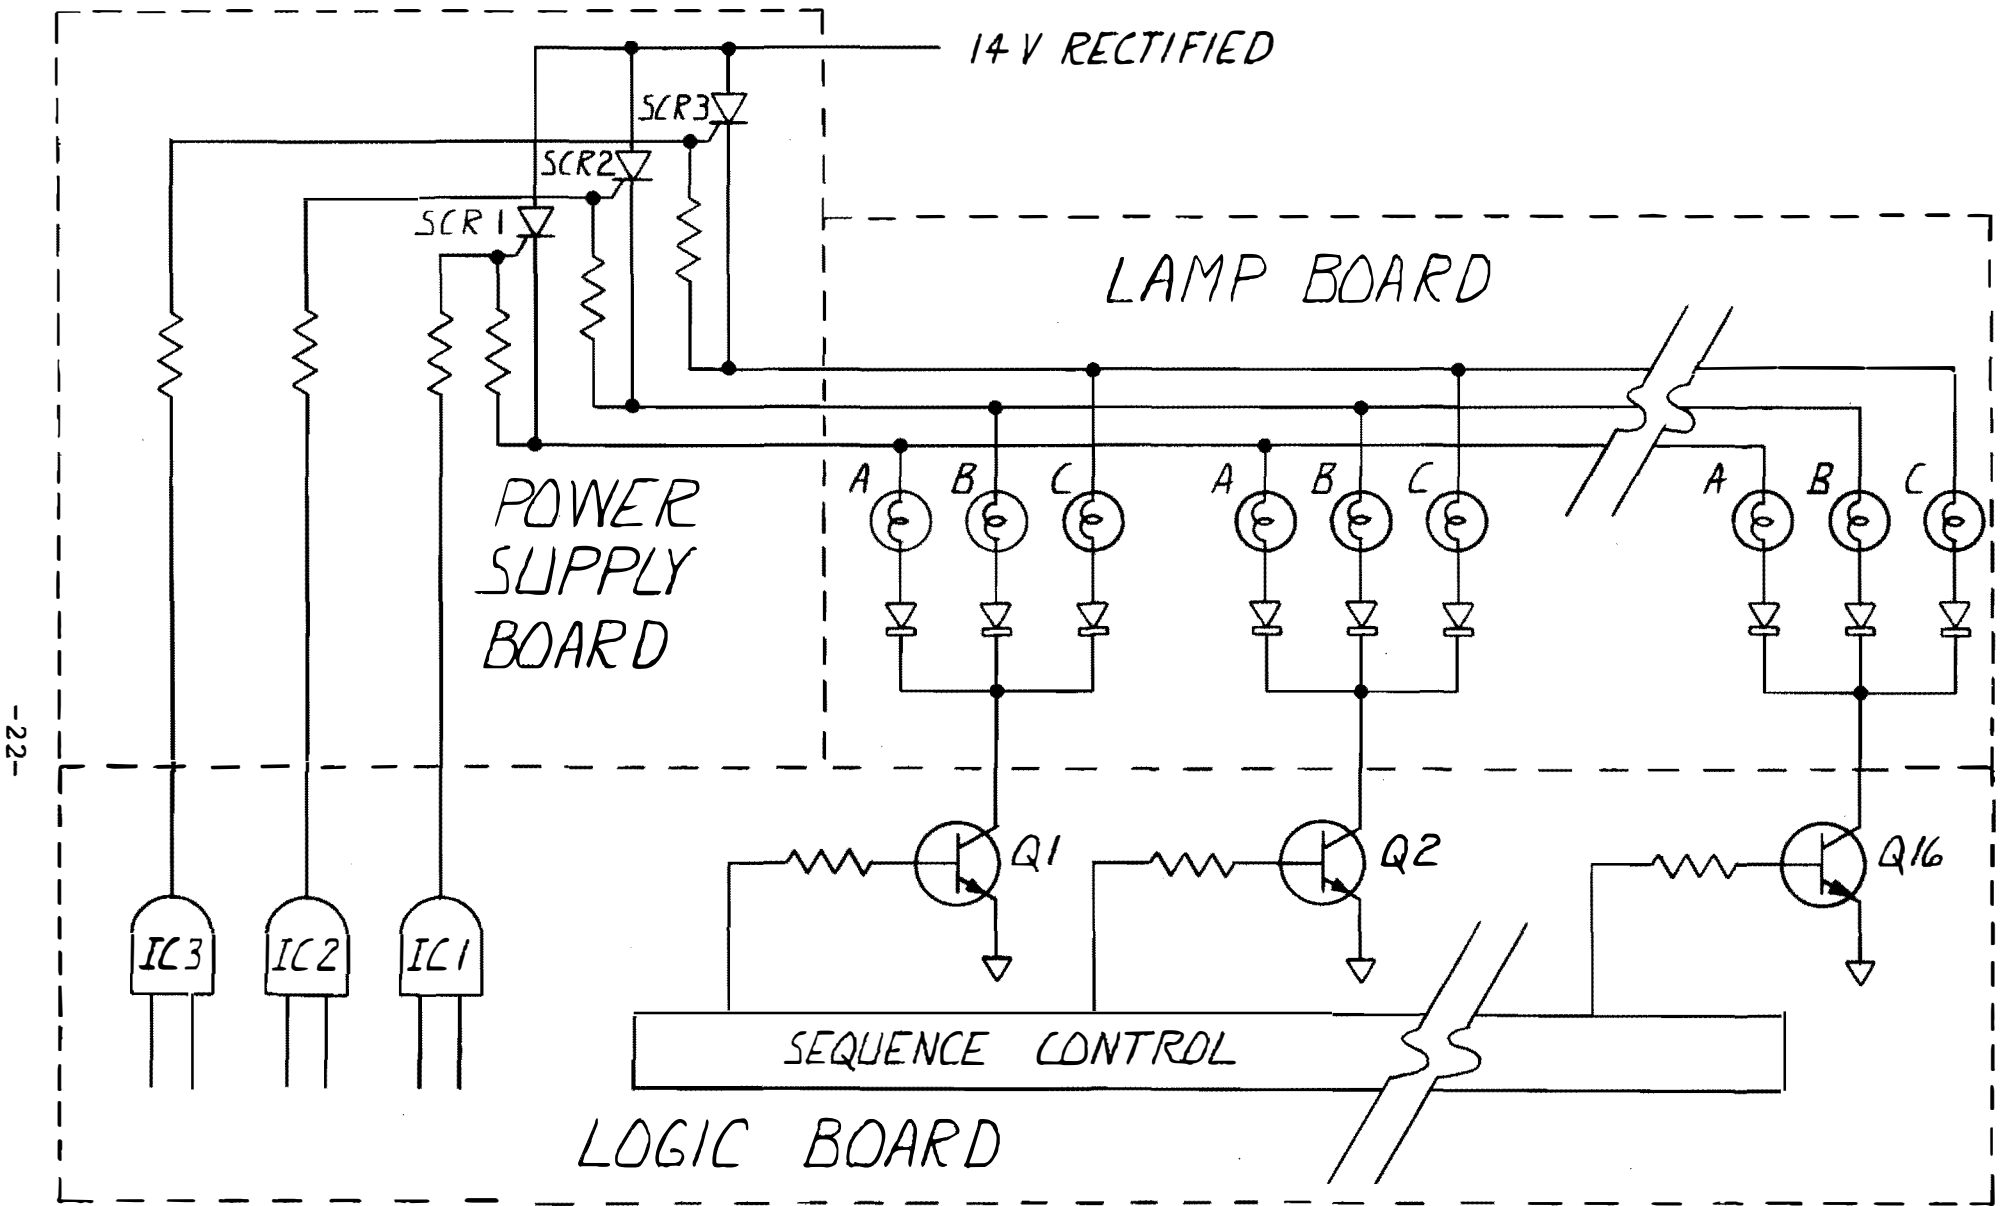 14 V RECTIFIED
SCR3
SCR2
SCR1
LAMP BOARD
A B C A B C A B C
POWER
SUPPLY
BOARD
-22-
Q1 Q2 Q16
IC3 IC2 IC1
SEQUENCE CONTROL
LOGIC BOARD